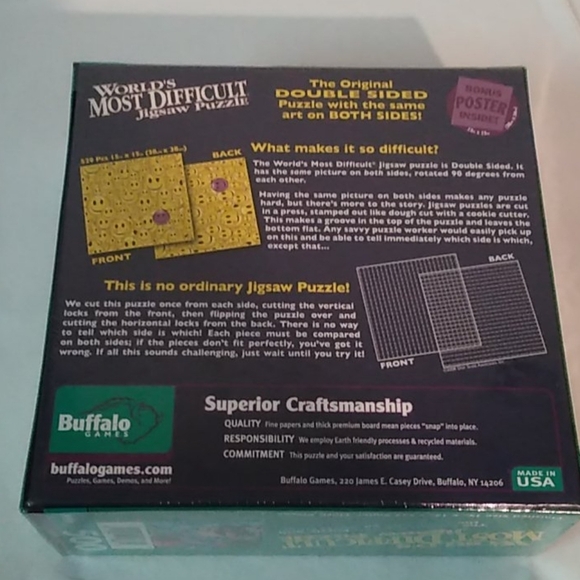 WORLD'S
MOST DIFFICULT
Jigsaw Puzzle
The Original
DOUBLE SIDED
Puzzle with the same
art on BOTH SIDES!
BONUS
POSTER
INSIDE!
529 Pcs
BACK
FRONT
What makes it so difficult?
The World's Most Difficult® Jigsaw puzzle is Double Sided. It
has the same picture on both sides, rotated 90 degrees from
each other.
Having the same picture on both sides makes any puzzle
hard, but there's more to the story. Jigsaw puzzles are cut
in a press, stamped out like dough cut with a cookie cutter.
This makes a groove in the top of the puzzle and leaves the
bottom flat. Any savvy puzzle worker would easily pick up
on this and be able to tell immediately which side is which,
except that...
This is no ordinary Jigsaw Puzzle!
We cut this puzzle once from each side, cutting the vertical
locks from the front, then flipping the puzzle over and
cutting the horizontal locks from the back. There is no way
to tell which side is which! Each piece must be compared
on both sides; if the pieces don't fit perfectly, you've got it
wrong. If all this sounds challenging, just wait until you try it!
BACK
FRONT
Buffalo
GAMES
buffalogames.com
Puzzles, Games, Demos, and More!
Superior Craftsmanship
QUALITY Fine papers and thick premium board mean pieces "snap" into place.
RESPONSIBILITY We employ Earth friendly processes & recycled materials.
COMMITMENT This puzzle and your satisfaction are guaranteed.
Buffalo Games, 220 James E. Casey Drive, Buffalo, NY 14206
MADE IN
USA
MOST DIFFICULT